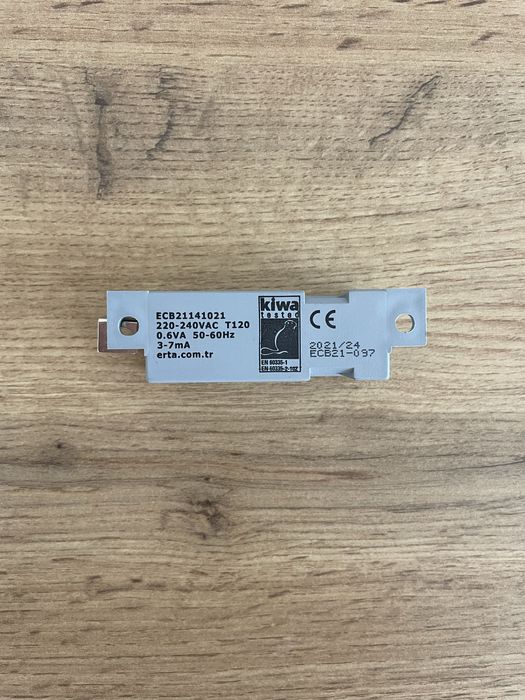 ECB21141021
220-240VAC T120
0.6VA 50-60Hz
3-7mA
erta.com.tr
kiwa
tested
EN 60335-1
EN 60335-2-102
CE
2021/24
ECB21-097